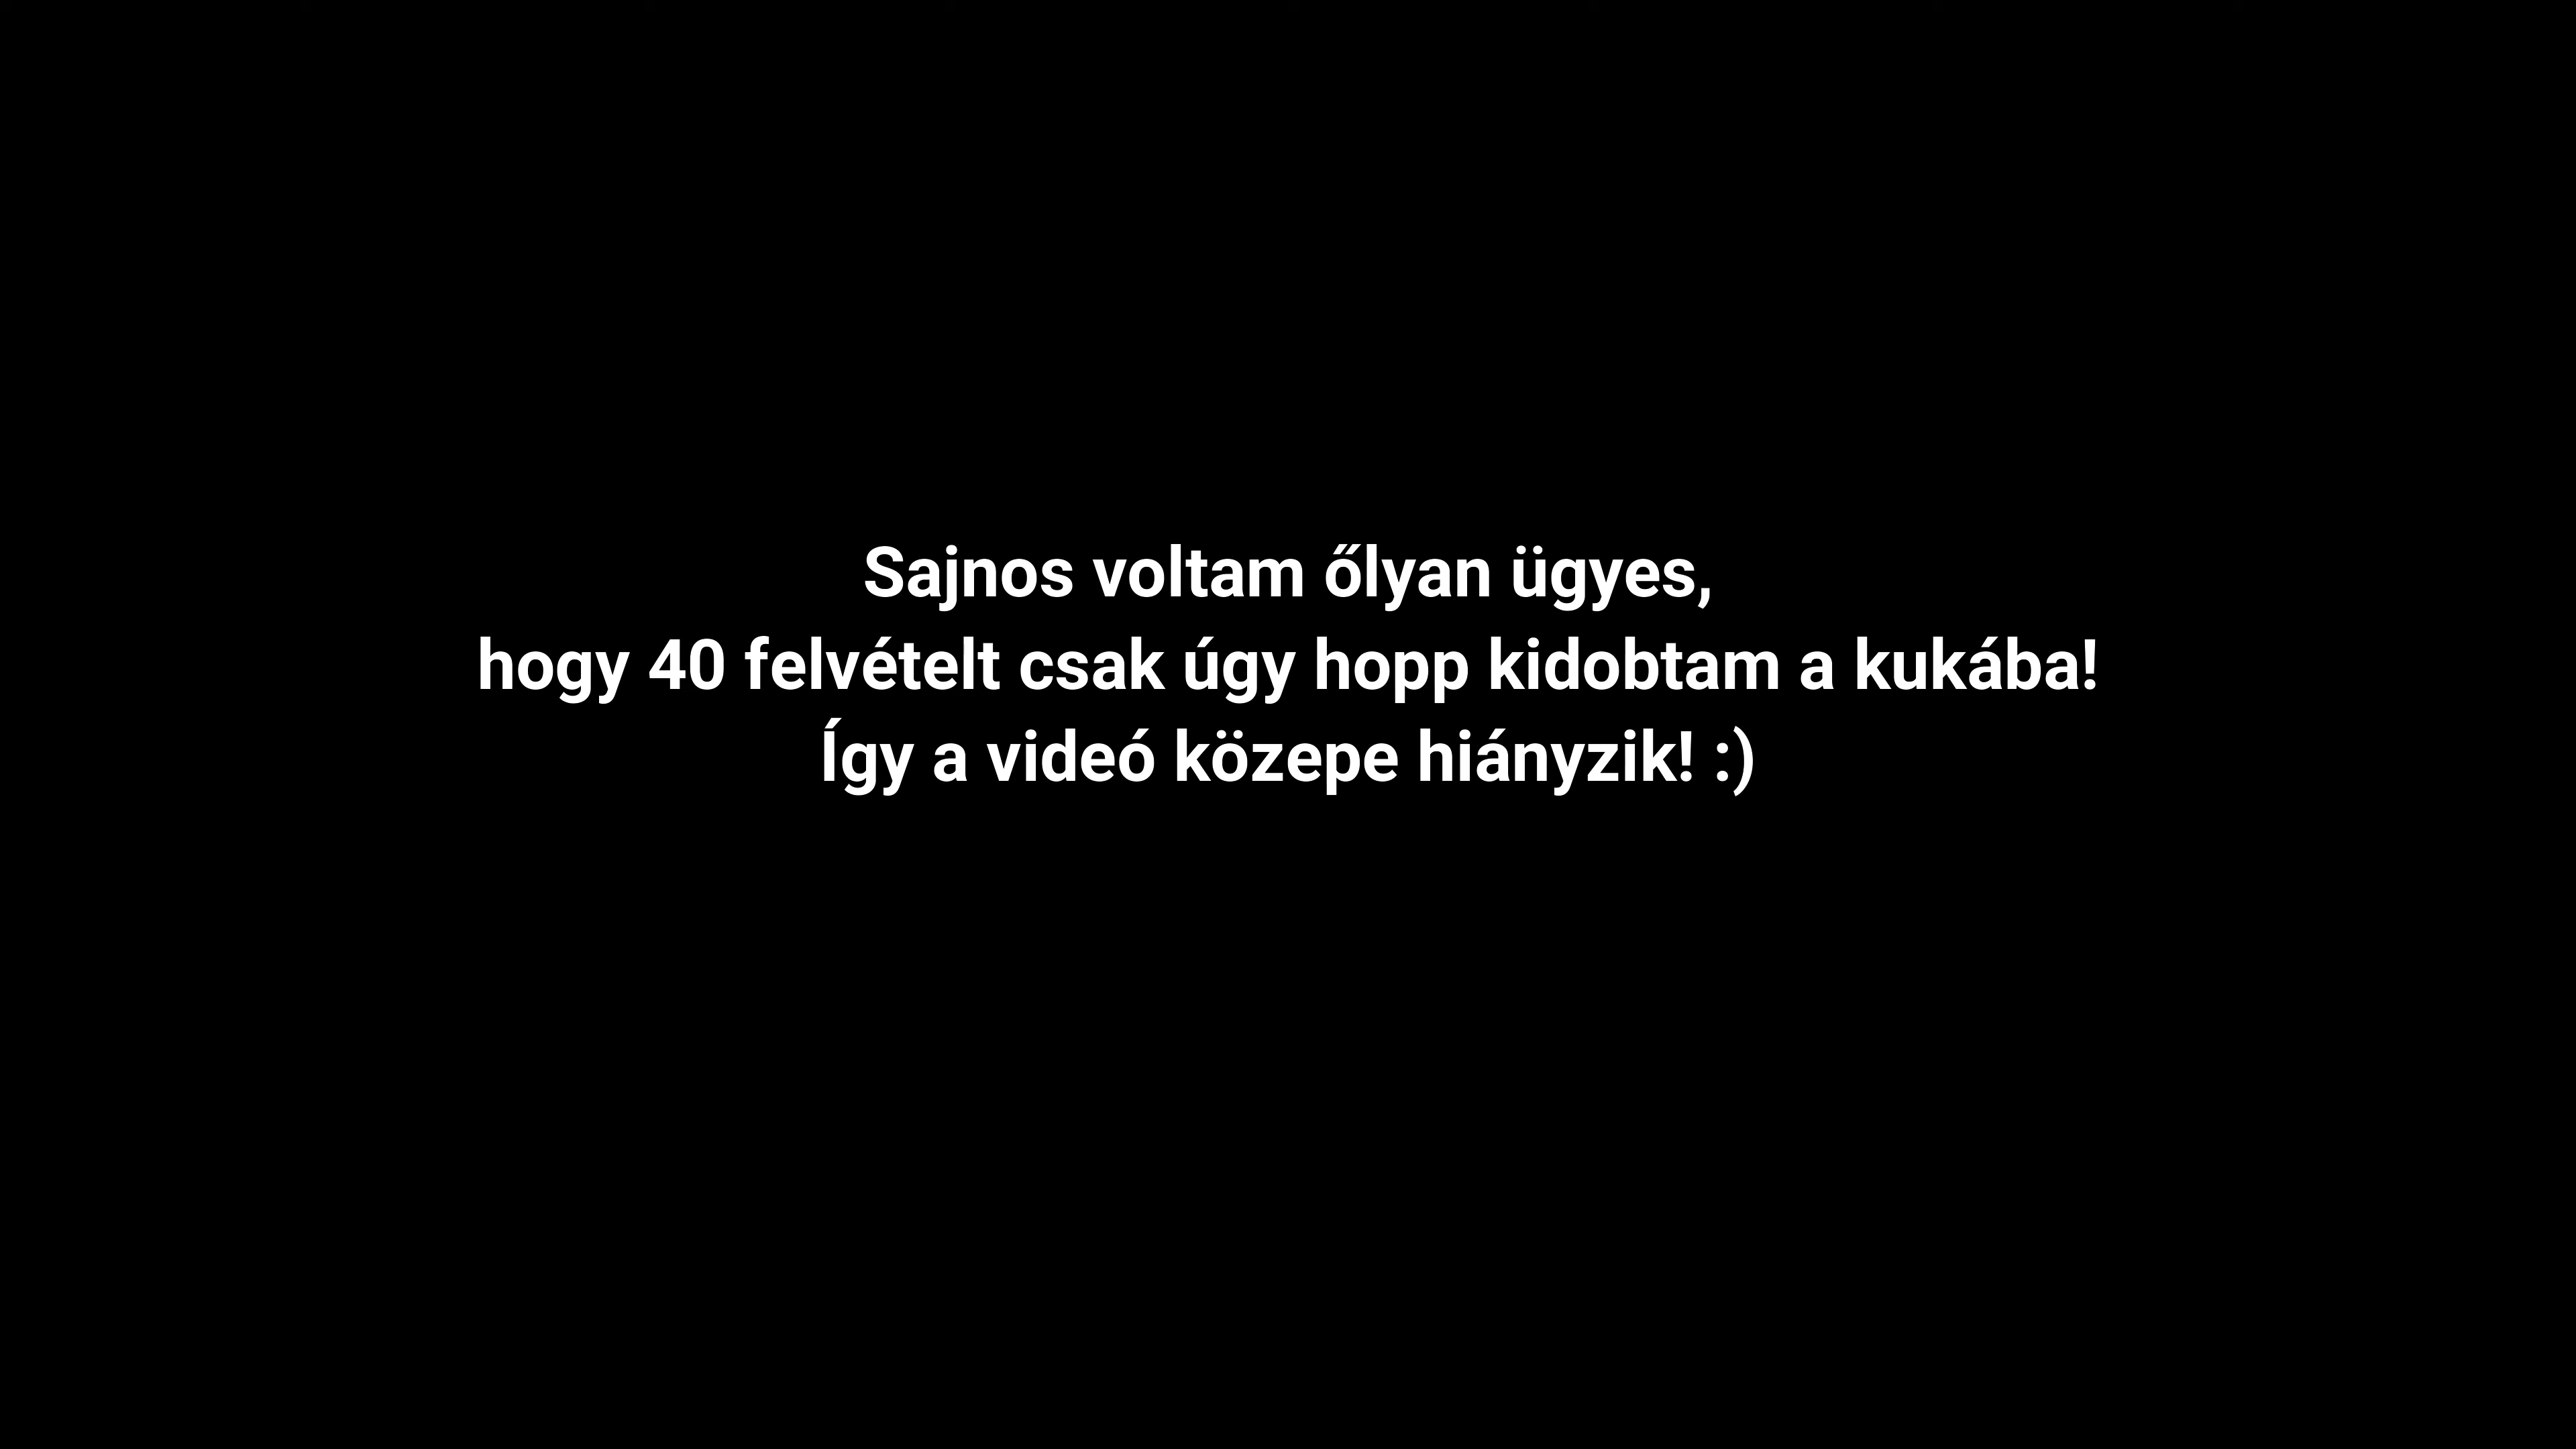 Sajnos voltam őlyan ügyes,
hogy 40 felvételt csak úgy hopp kidobtam a kukába!
Így a videó közepe hiányzik! :)